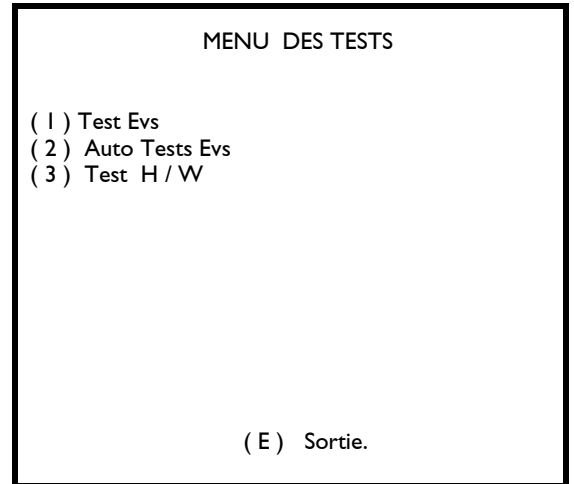 MENU DES TESTS
( 1 ) Test Evs
( 2 ) Auto Tests Evs
( 3 ) Test H / W
( E ) Sortie.